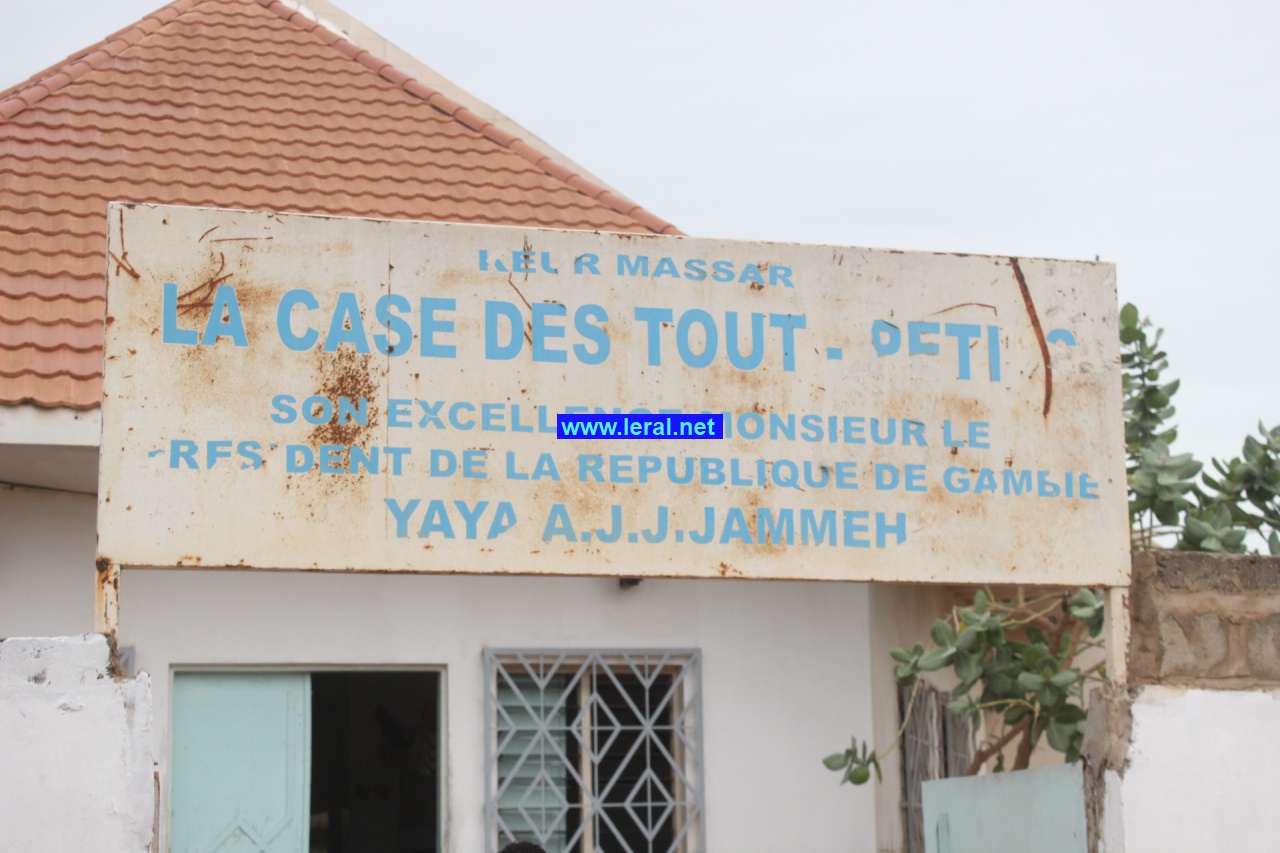 KEUR MASSAR
LA CASE DES TOUT - PETITS
SON EXCELLENCE MONSIEUR LE
PRESIDENT DE LA REPUBLIQUE DE GAMBIE
YAYA A.J.J.JAMMEH
www.leral.net